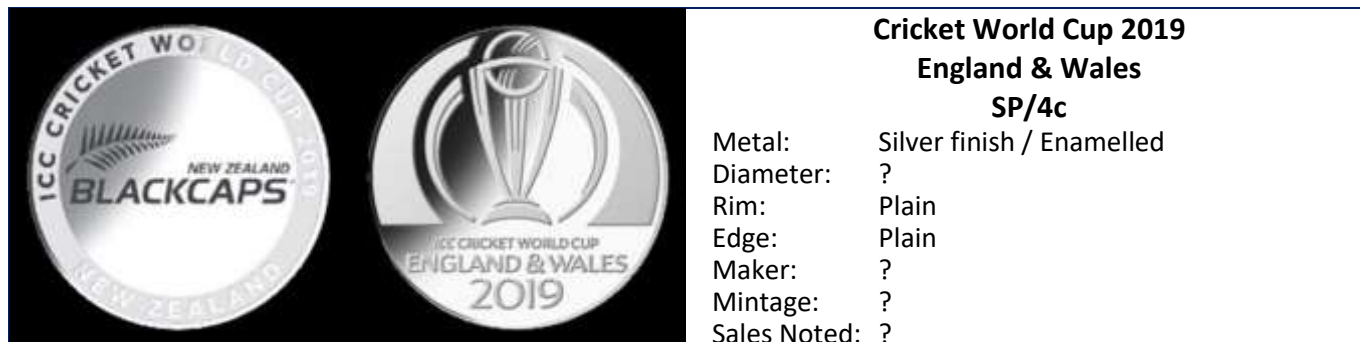 ICC CRICKET WORLD CUP 2019
NEW ZEALAND
BLACKCAPS
NEW ZEALAND
ICC CRICKET WORLD CUP
ENGLAND & WALES
2019
Cricket World Cup 2019
England & Wales
SP/4c
Metal: Silver finish / Enamelled
Diameter: ?
Rim: Plain
Edge: Plain
Maker: ?
Mintage: ?
Sales Noted: ?